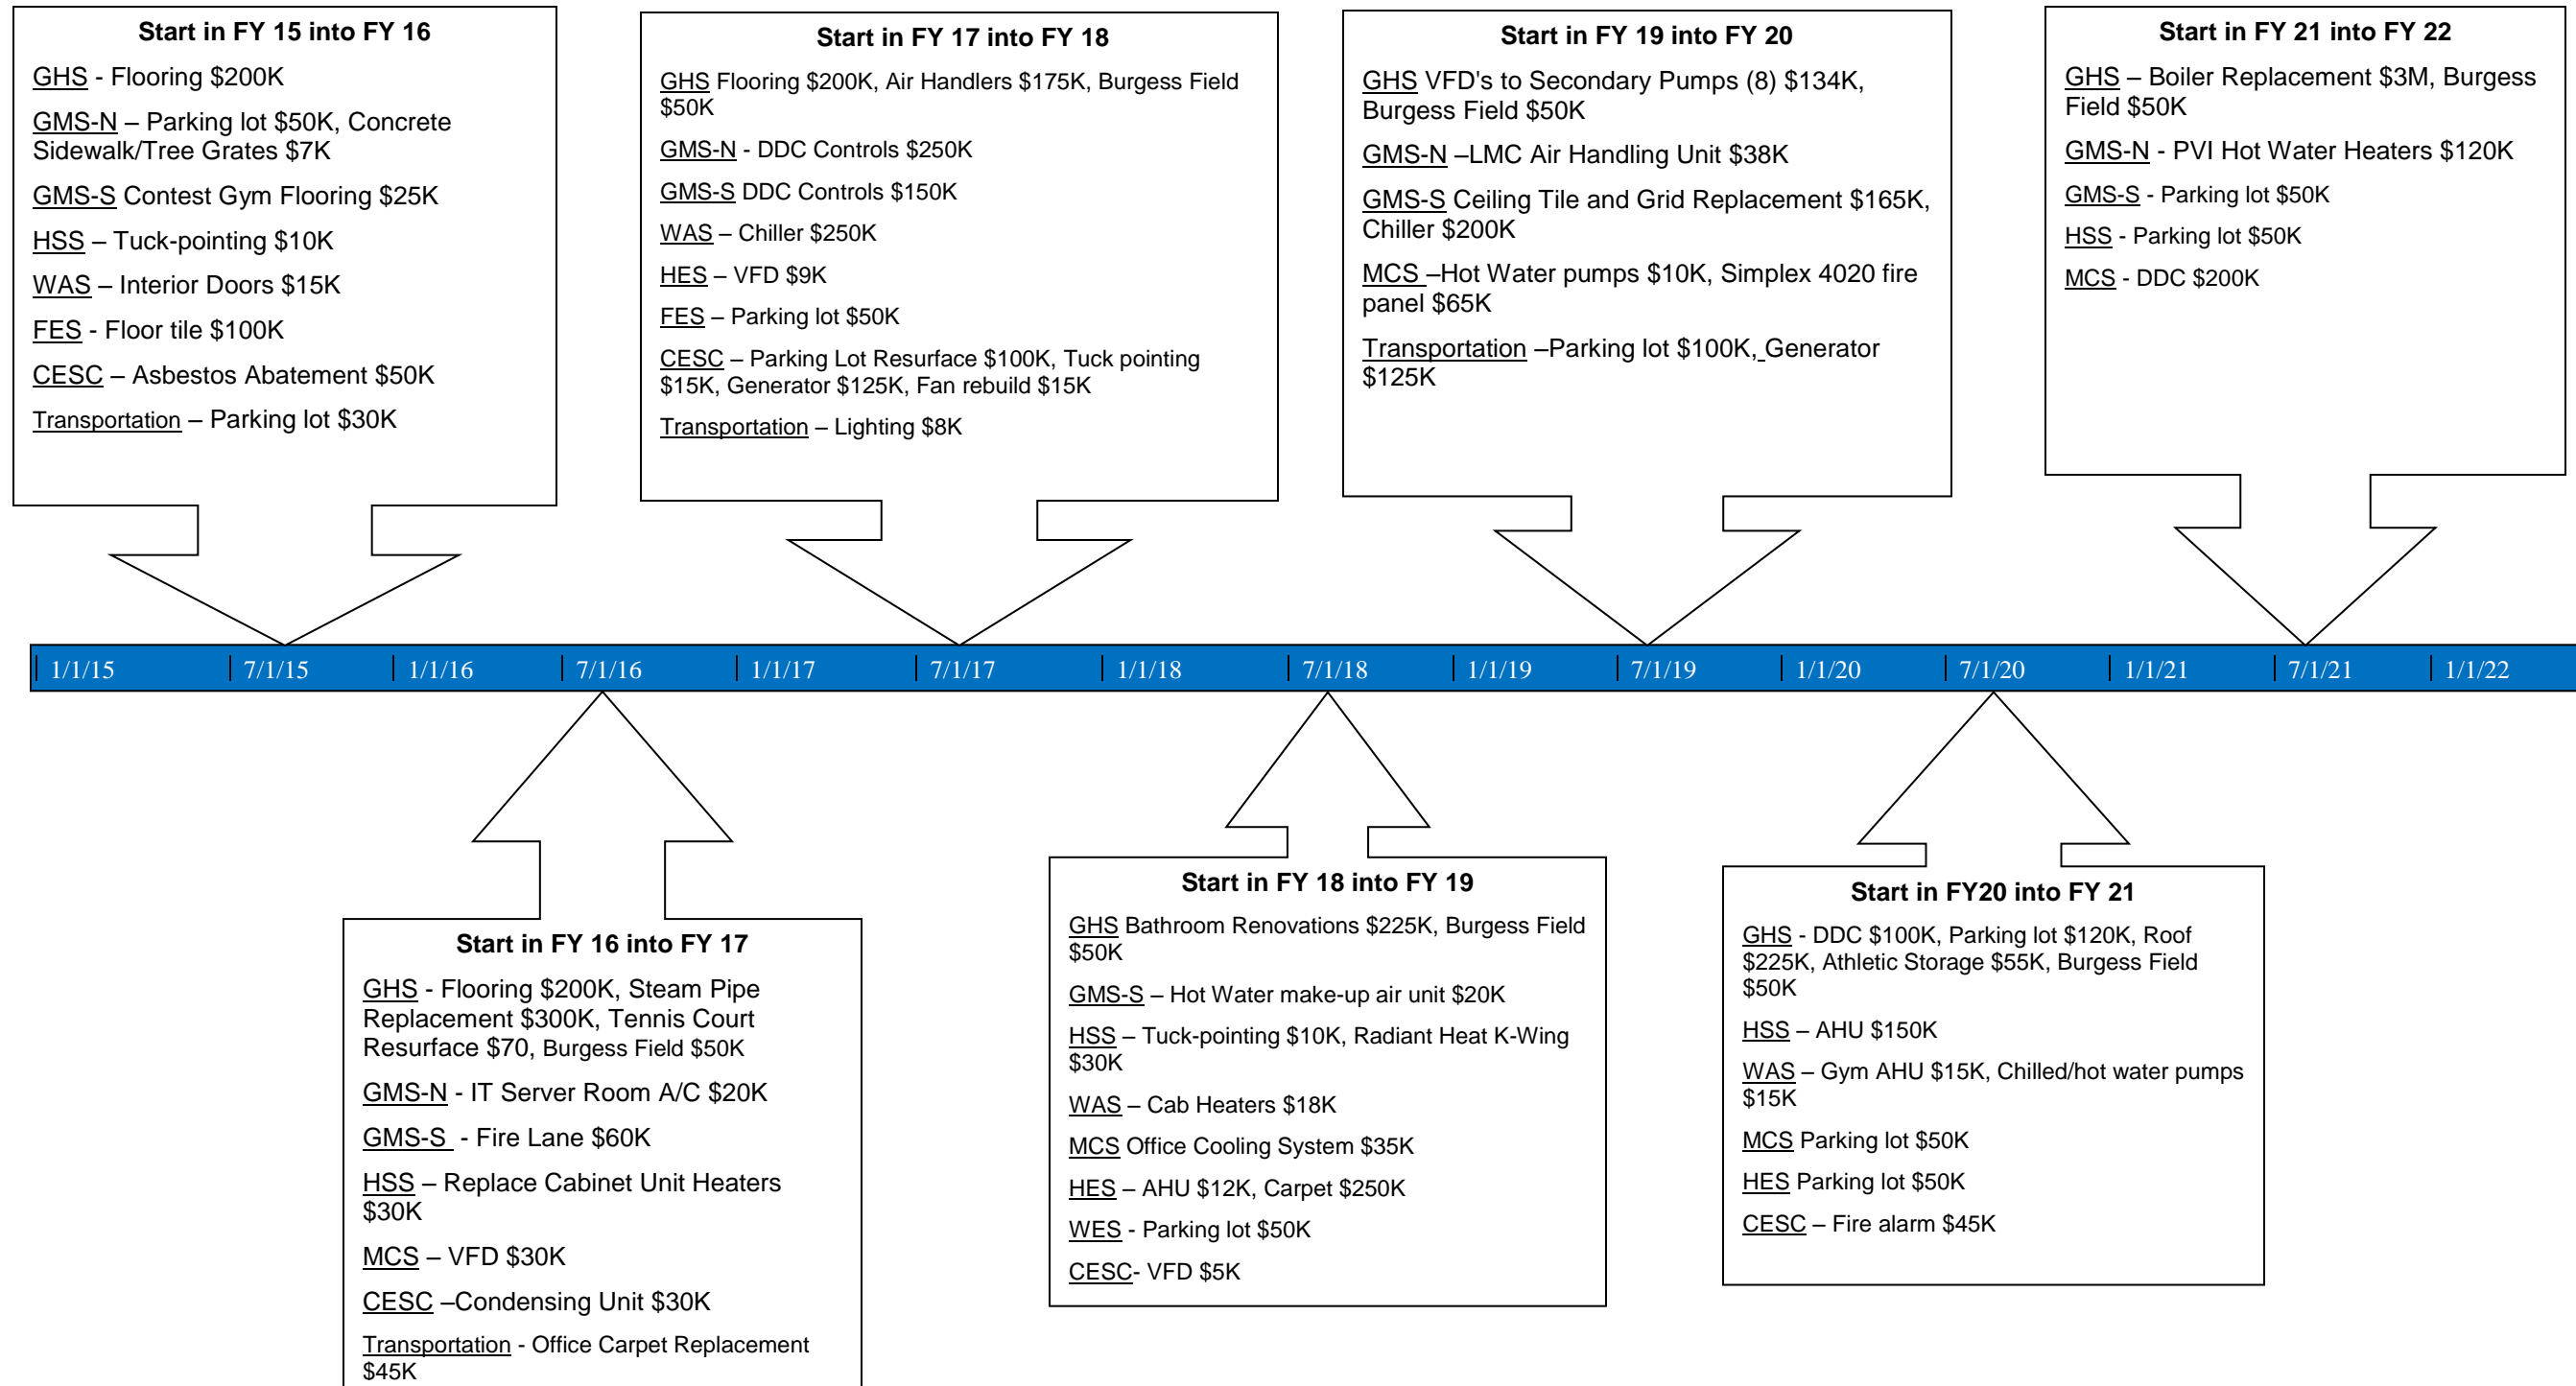 Start in FY 15 into FY 16
GHS - Flooring $200K
GMS-N – Parking lot $50K, Concrete
Sidewalk/Tree Grates $7K
GMS-S Contest Gym Flooring $25K
HSS – Tuck-pointing $10K
WAS – Interior Doors $15K
FES - Floor tile $100K
CESC – Asbestos Abatement $50K
Transportation – Parking lot $30K
Start in FY 17 into FY 18
GHS Flooring $200K, Air Handlers $175K, Burgess Field
$50K
GMS-N - DDC Controls $250K
GMS-S DDC Controls $150K
WAS – Chiller $250K
HES – VFD $9K
FES – Parking lot $50K
CESC – Parking Lot Resurface $100K, Tuck pointing
$15K, Generator $125K, Fan rebuild $15K
Transportation – Lighting $8K
Start in FY 19 into FY 20
GHS VFD's to Secondary Pumps (8) $134K,
Burgess Field $50K
GMS-N –LMC Air Handling Unit $38K
GMS-S Ceiling Tile and Grid Replacement $165K,
Chiller $200K
MCS –Hot Water pumps $10K, Simplex 4020 fire
panel $65K
Transportation –Parking lot $100K, Generator
$125K
Start in FY 21 into FY 22
GHS – Boiler Replacement $3M, Burgess
Field $50K
GMS-N - PVI Hot Water Heaters $120K
GMS-S - Parking lot $50K
HSS - Parking lot $50K
MCS - DDC $200K
1/1/15 7/1/15 1/1/16 7/1/16 1/1/17 7/1/17 1/1/18 7/1/18 1/1/19 7/1/19 1/1/20 7/1/20 1/1/21 7/1/21 1/1/22
Start in FY 16 into FY 17
GHS - Flooring $200K, Steam Pipe
Replacement $300K, Tennis Court
Resurface $70, Burgess Field $50K
GMS-N - IT Server Room A/C $20K
GMS-S - Fire Lane $60K
HSS – Replace Cabinet Unit Heaters
$30K
MCS – VFD $30K
CESC –Condensing Unit $30K
Transportation - Office Carpet Replacement
$45K
Start in FY 18 into FY 19
GHS Bathroom Renovations $225K, Burgess Field
$50K
GMS-S – Hot Water make-up air unit $20K
HSS – Tuck-pointing $10K, Radiant Heat K-Wing
$30K
WAS – Cab Heaters $18K
MCS Office Cooling System $35K
HES – AHU $12K, Carpet $250K
WES - Parking lot $50K
CESC- VFD $5K
Start in FY20 into FY 21
GHS - DDC $100K, Parking lot $120K, Roof
$225K, Athletic Storage $55K, Burgess Field
$50K
HSS – AHU $150K
WAS – Gym AHU $15K, Chilled/hot water pumps
$15K
MCS Parking lot $50K
HES Parking lot $50K
CESC – Fire alarm $45K